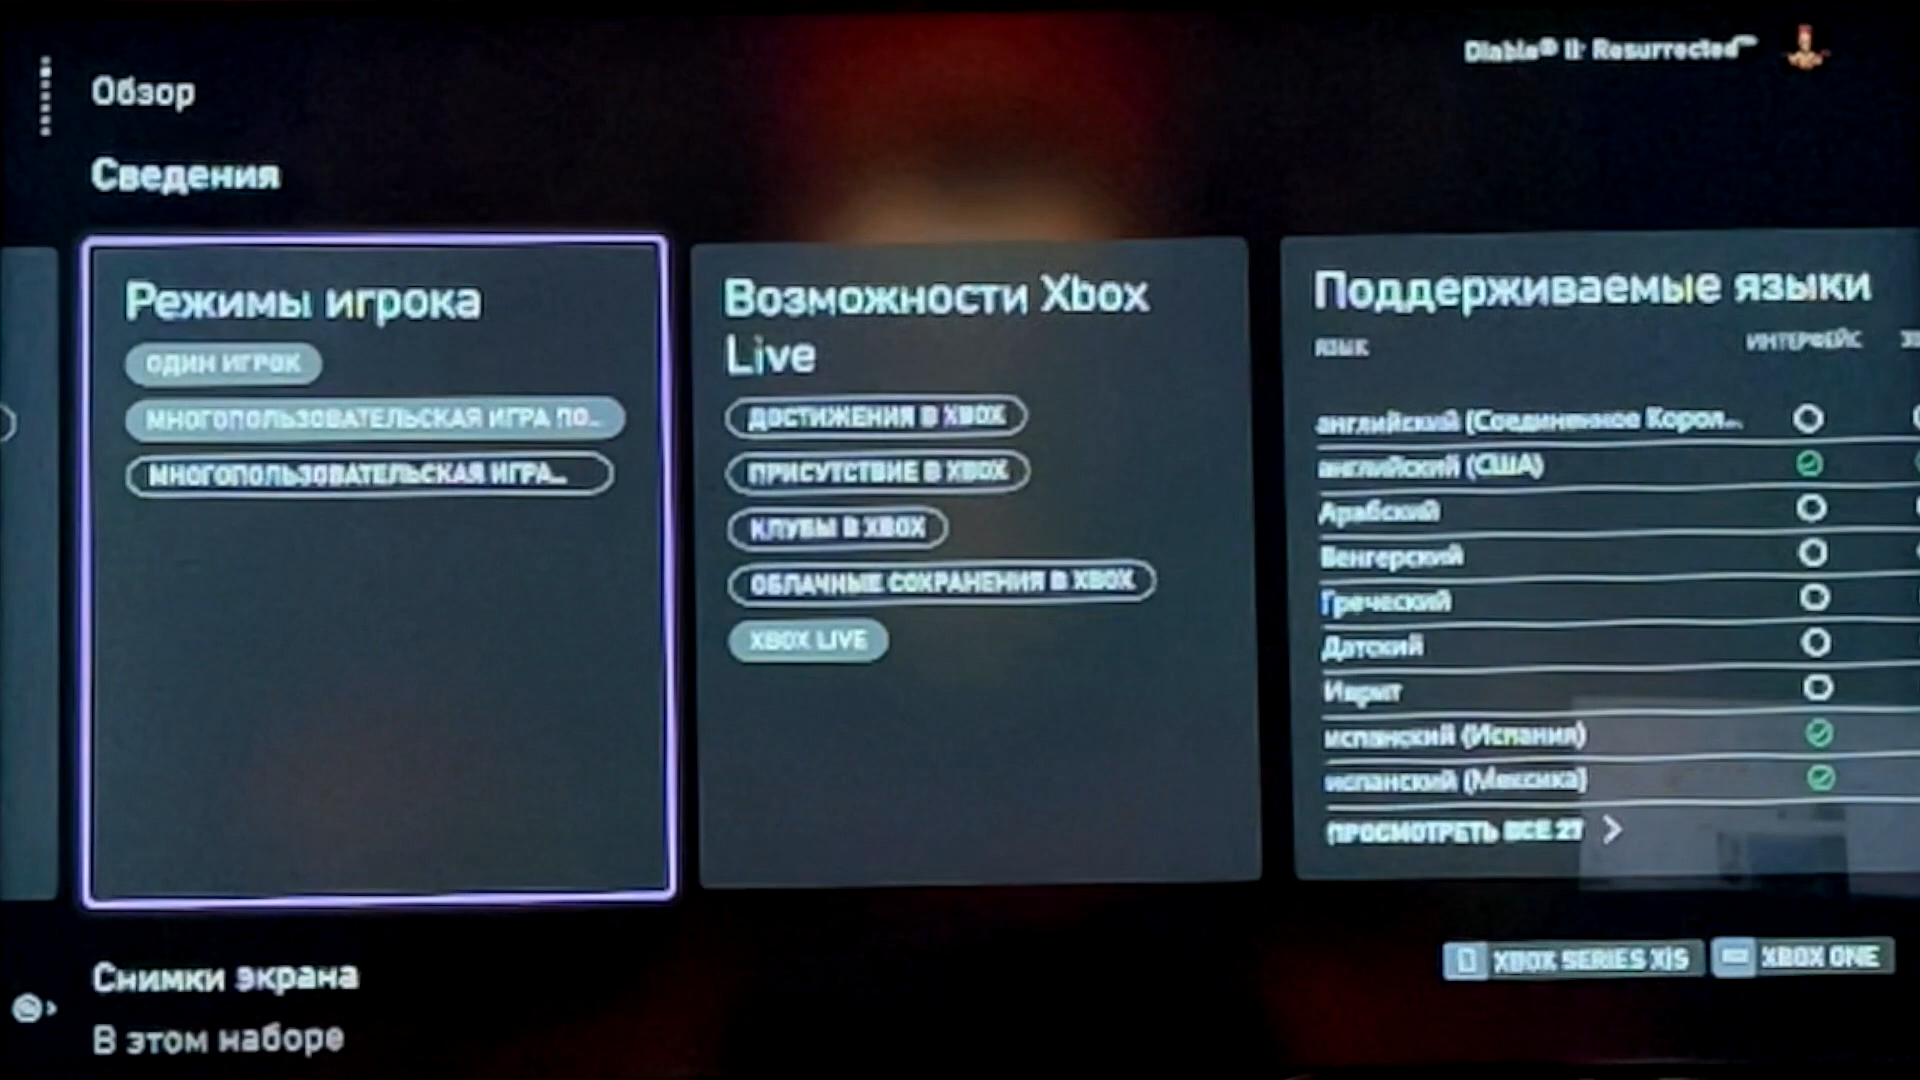 Diablo® II: Resurrected™
Обзор
Сведения
Режимы игрока
ОДИН ИГРОК
МНОГОПОЛЬЗОВАТЕЛЬСКАЯ ИГРА ПО...
МНОГОПОЛЬЗОВАТЕЛЬСКАЯ ИГРА...
Возможности Xbox
Live
ДОСТИЖЕНИЯ В XBOX
ПРИСУТСТВИЕ В XBOX
КЛУБЫ В XBOX
ОБЛАЧНЫЕ СОХРАНЕНИЯ В XBOX
XBOX LIVE
Поддерживаемые языки
ЯЗЫК ИНТЕРФЕЙС
английский (Соединенное Корол...
английский (США)
Арабский
Венгерский
Греческий
Датский
Иврит
испанский (Испания)
испанский (Мексика)
ПРОСМОТРЕТЬ ВСЕ 27
XBOX SERIES X|S
XBOX ONE
Снимки экрана
В этом наборе